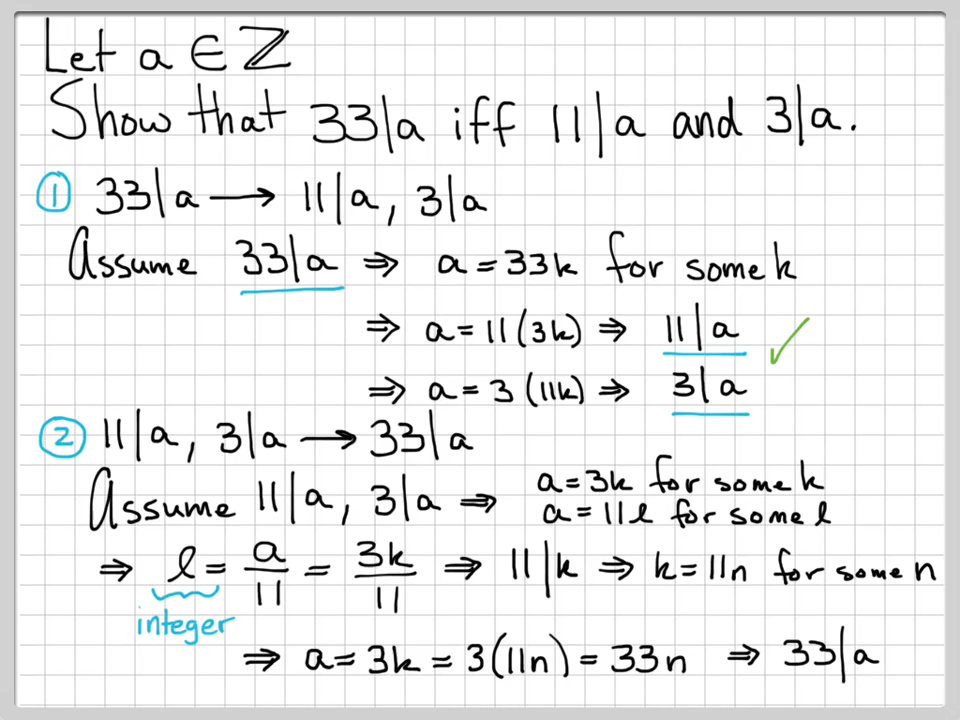 Let a ∈ ℤ
Show that 33|a iff 11|a and 3|a.
① 33|a ⟶ 11|a, 3|a
Assume 33|a ⇒ a = 33k for some k
⇒ a = 11(3k) ⇒ 11|a ✓
⇒ a = 3(11k) ⇒ 3|a
② 11|a, 3|a ⟶ 33|a
Assume 11|a, 3|a ⇒ a = 3k for some k
a = 11l for some l
⇒ l = a/11 = 3k/11 ⇒ 11|k ⇒ k = 11n for some n
integer
⇒ a = 3k = 3(11n) = 33n ⇒ 33|a